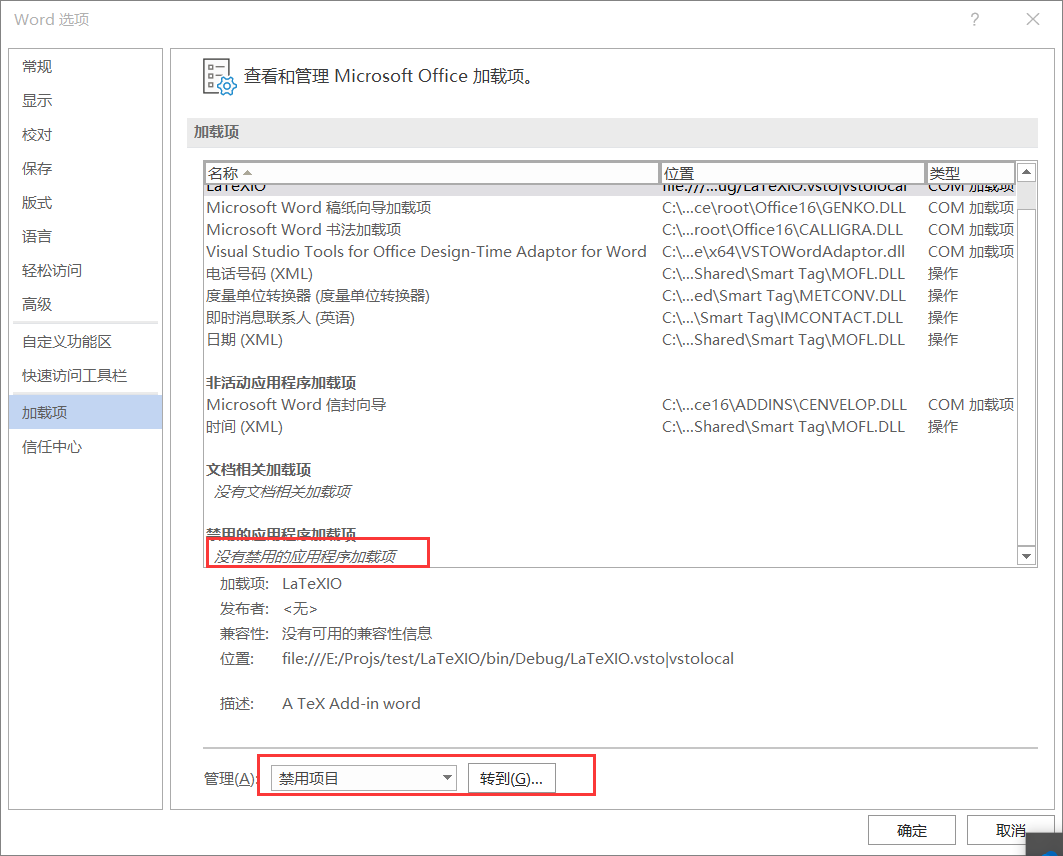 Word 选项
?
常规
显示
校对
保存
版式
语言
轻松访问
高级
自定义功能区
快速访问工具栏
加载项
信任中心
查看和管理 Microsoft Office 加载项。
加载项
名称 位置 类型
LaTeXIO file:///...ug/LaTeXIO.vsto|vstolocal COM 加载项
Microsoft Word 稿纸向导加载项 C:\...ce\root\Office16\GENKO.DLL COM 加载项
Microsoft Word 书法加载项 C:\...root\Office16\CALLIGRA.DLL COM 加载项
Visual Studio Tools for Office Design-Time Adaptor for Word C:\...e\x64\VSTOWordAdaptor.dll COM 加载项
电话号码 (XML) C:\...Shared\Smart Tag\MOFL.DLL 操作
度量单位转换器 (度量单位转换器) C:\...ed\Smart Tag\METCONV.DLL 操作
即时消息联系人 (英语) C:\...\Smart Tag\IMCONTACT.DLL 操作
日期 (XML) C:\...Shared\Smart Tag\MOFL.DLL 操作
非活动应用程序加载项
Microsoft Word 信封向导 C:\...ce16\ADDINS\CENVELOP.DLL COM 加载项
时间 (XML) C:\...Shared\Smart Tag\MOFL.DLL 操作
文档相关加载项
没有文档相关加载项
禁用的应用程序加载项
没有禁用的应用程序加载项
加载项: LaTeXIO
发布者: <无>
兼容性: 没有可用的兼容性信息
位置: file:///E:/Projs/test/LaTeXIO/bin/Debug/LaTeXIO.vsto|vstolocal
描述: A TeX Add-in word
管理(A): 禁用项目 转到(G)...
确定 取消